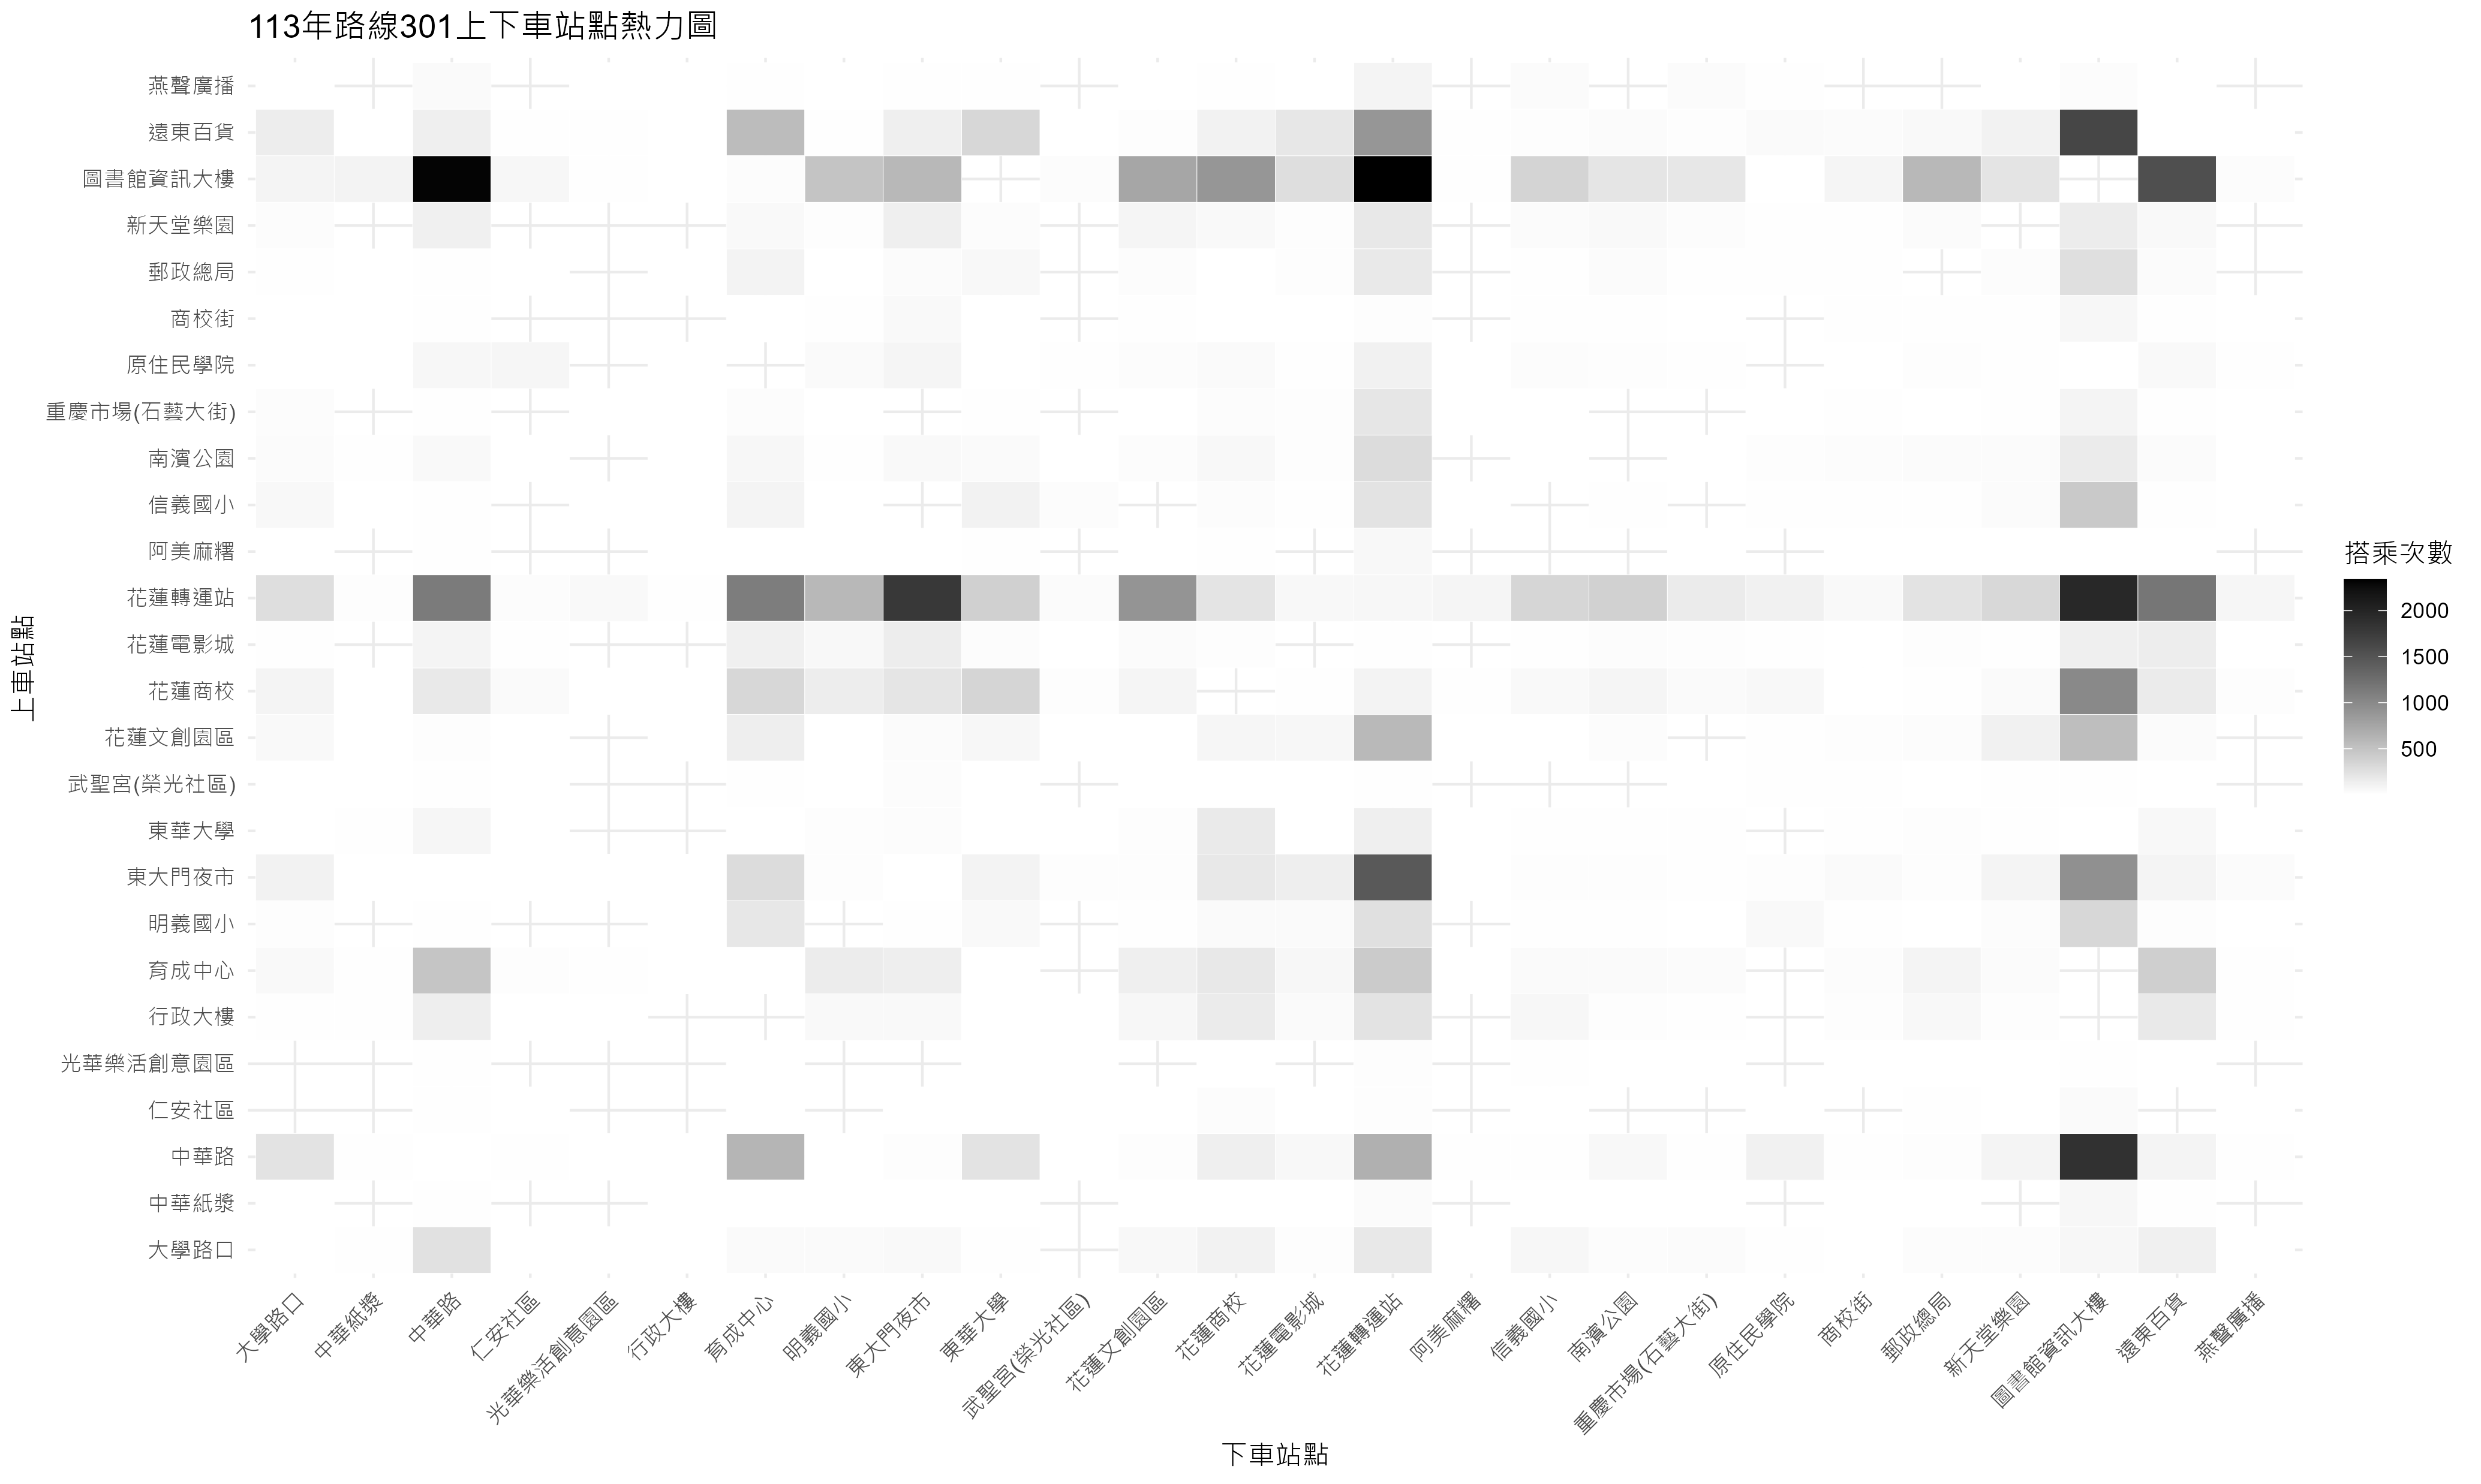 113年路線301上下車站點熱力圖
上車站點
燕聲廣播
遠東百貨
圖書館資訊大樓
新天堂樂園
郵政總局
商校街
原住民學院
重慶市場(石藝大街)
南濱公園
信義國小
阿美麻糬
花蓮轉運站
花蓮電影城
花蓮商校
花蓮文創園區
武聖宮(榮光社區)
東華大學
東大門夜市
明義國小
育成中心
行政大樓
光華樂活創意園區
仁安社區
中華路
中華紙漿
大學路口
大學路口
中華紙漿
中華路
仁安社區
光華樂活創意園區
行政大樓
育成中心
明義國小
東大門夜市
東華大學
武聖宮(榮光社區)
花蓮文創園區
花蓮商校
花蓮電影城
花蓮轉運站
阿美麻糬
信義國小
南濱公園
重慶市場(石藝大街)
原住民學院
商校街
郵政總局
新天堂樂園
圖書館資訊大樓
遠東百貨
燕聲廣播
下車站點
搭乘次數
2000
1500
1000
500